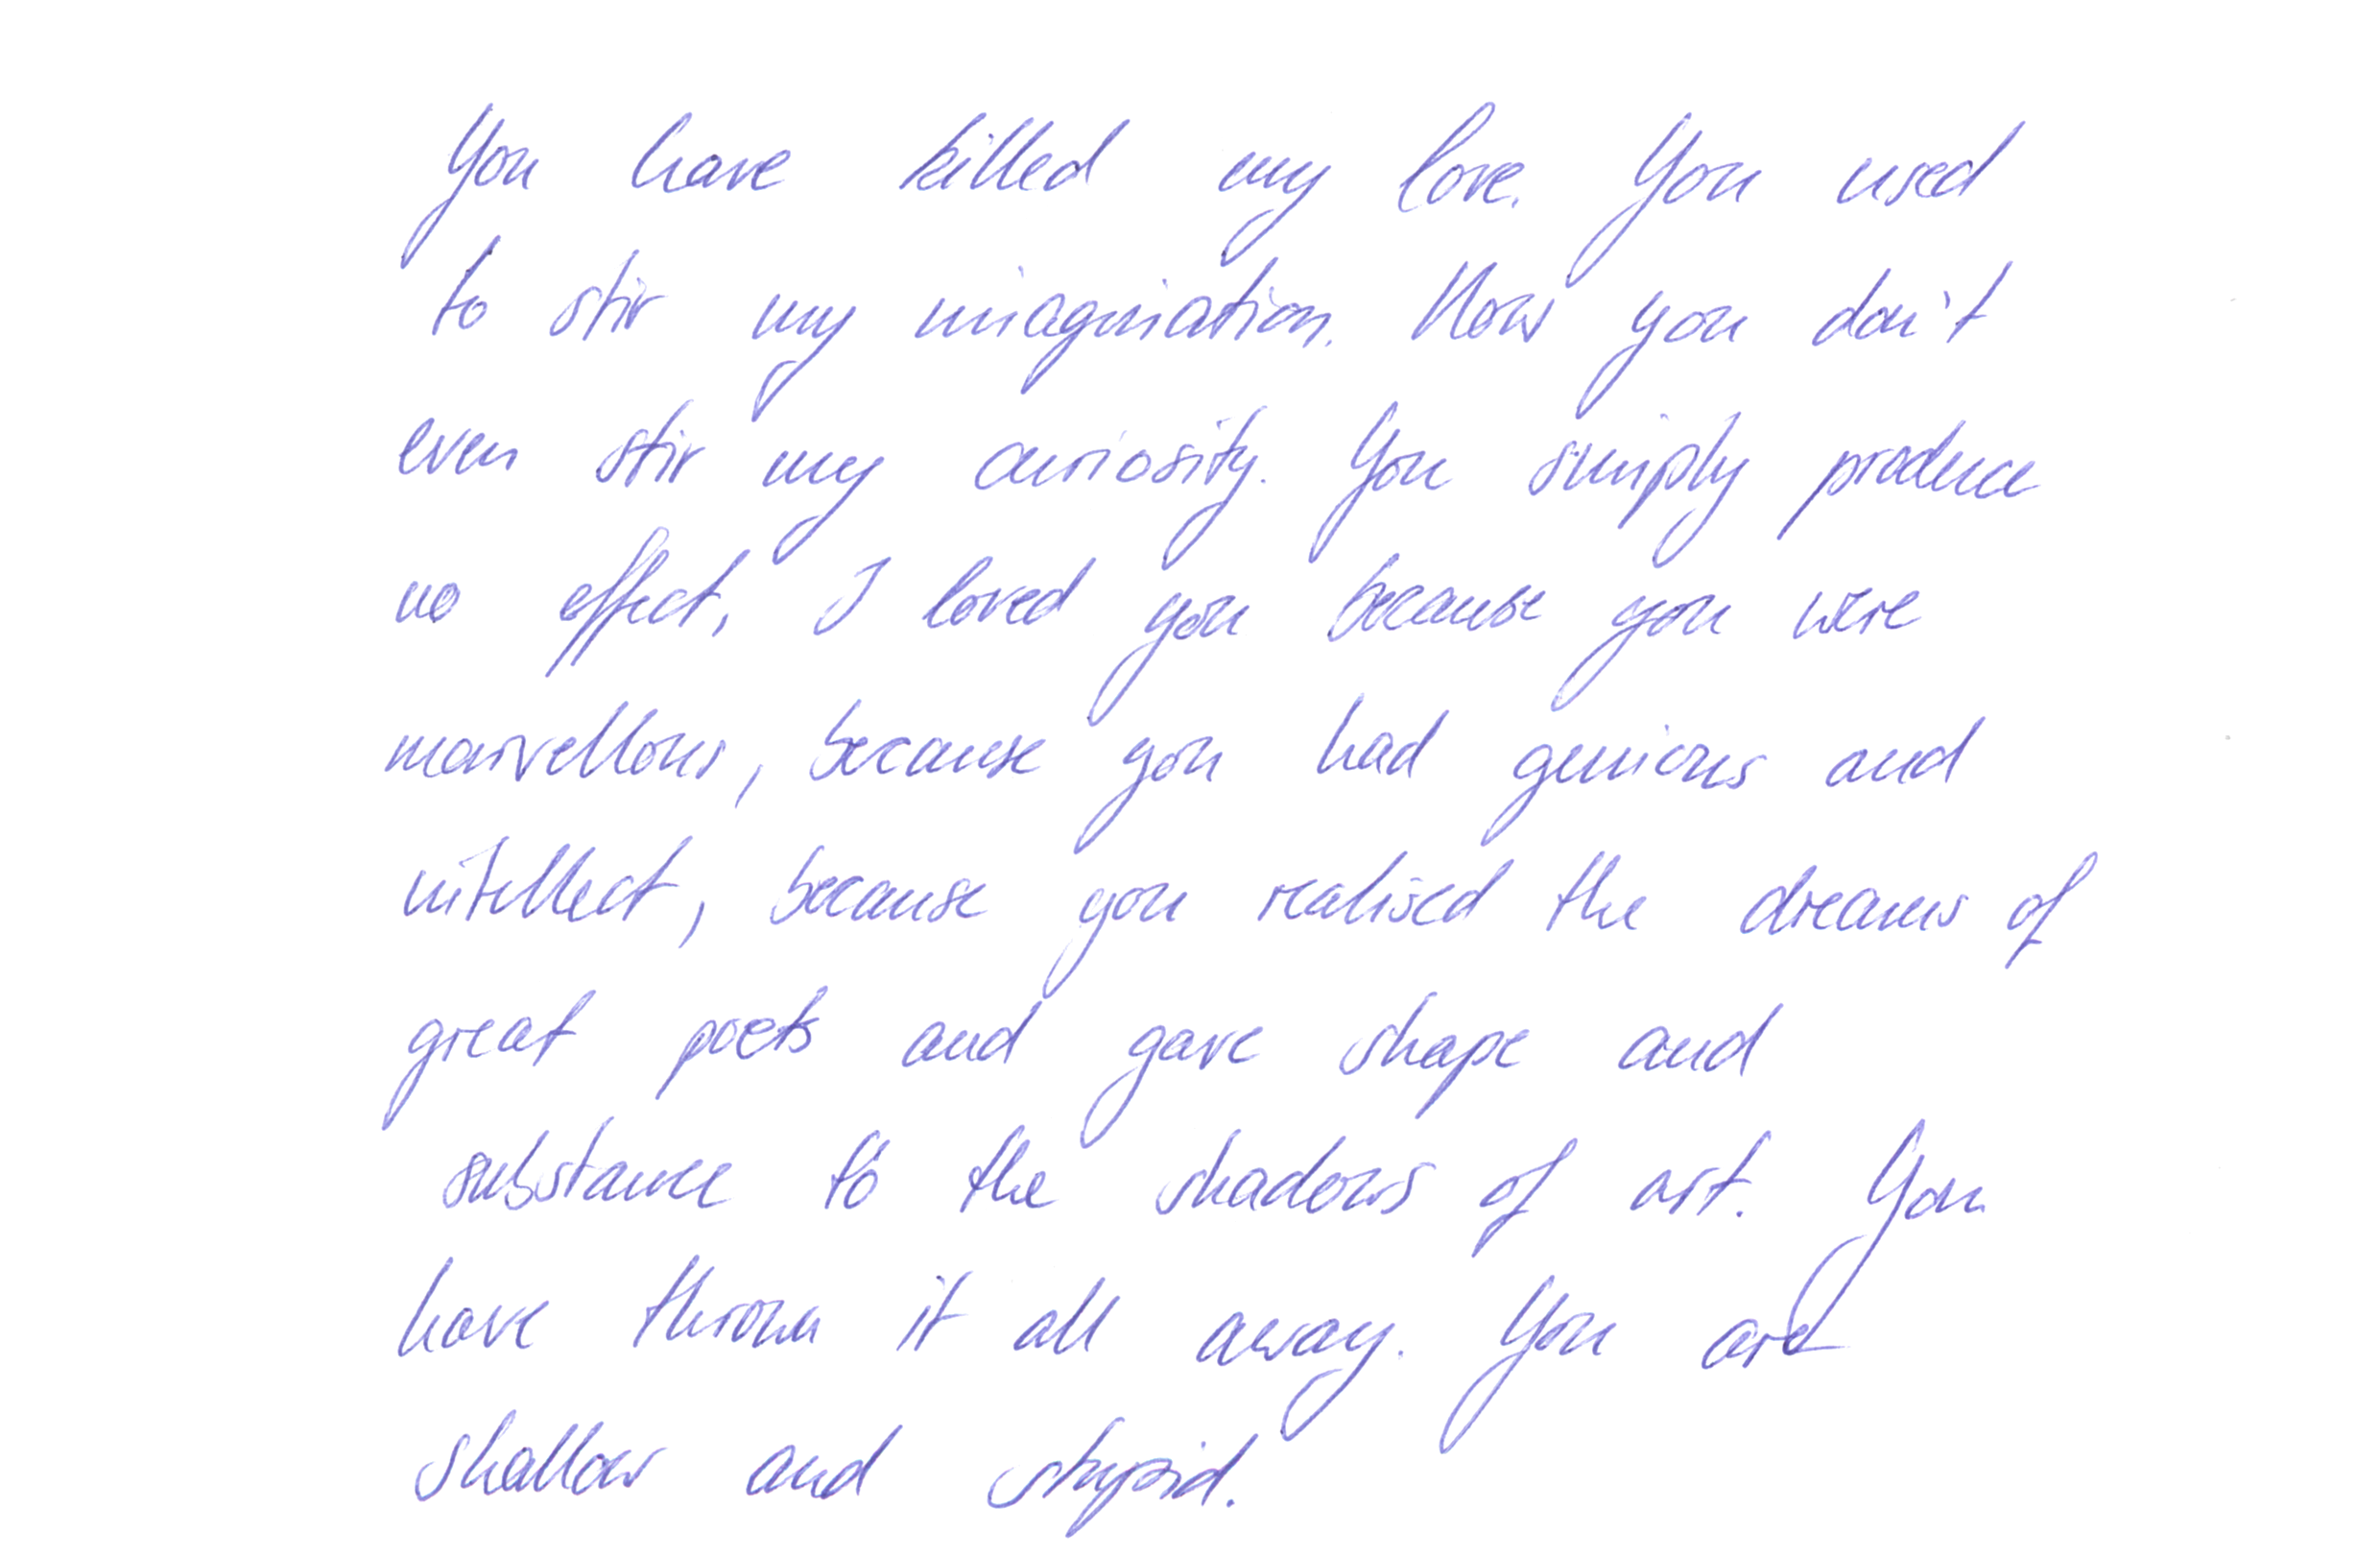 You have killed my love. You used
to stir my imagination. Now you don't
even stir my curiosity. You simply produce
no effect. I loved you because you were
marvellous, because you had genious and
intellect, because you realised the dreams of
great poets and gave shape and
substance to the shadows of art. You
have thrown it all away. You are
shallow and stupid.